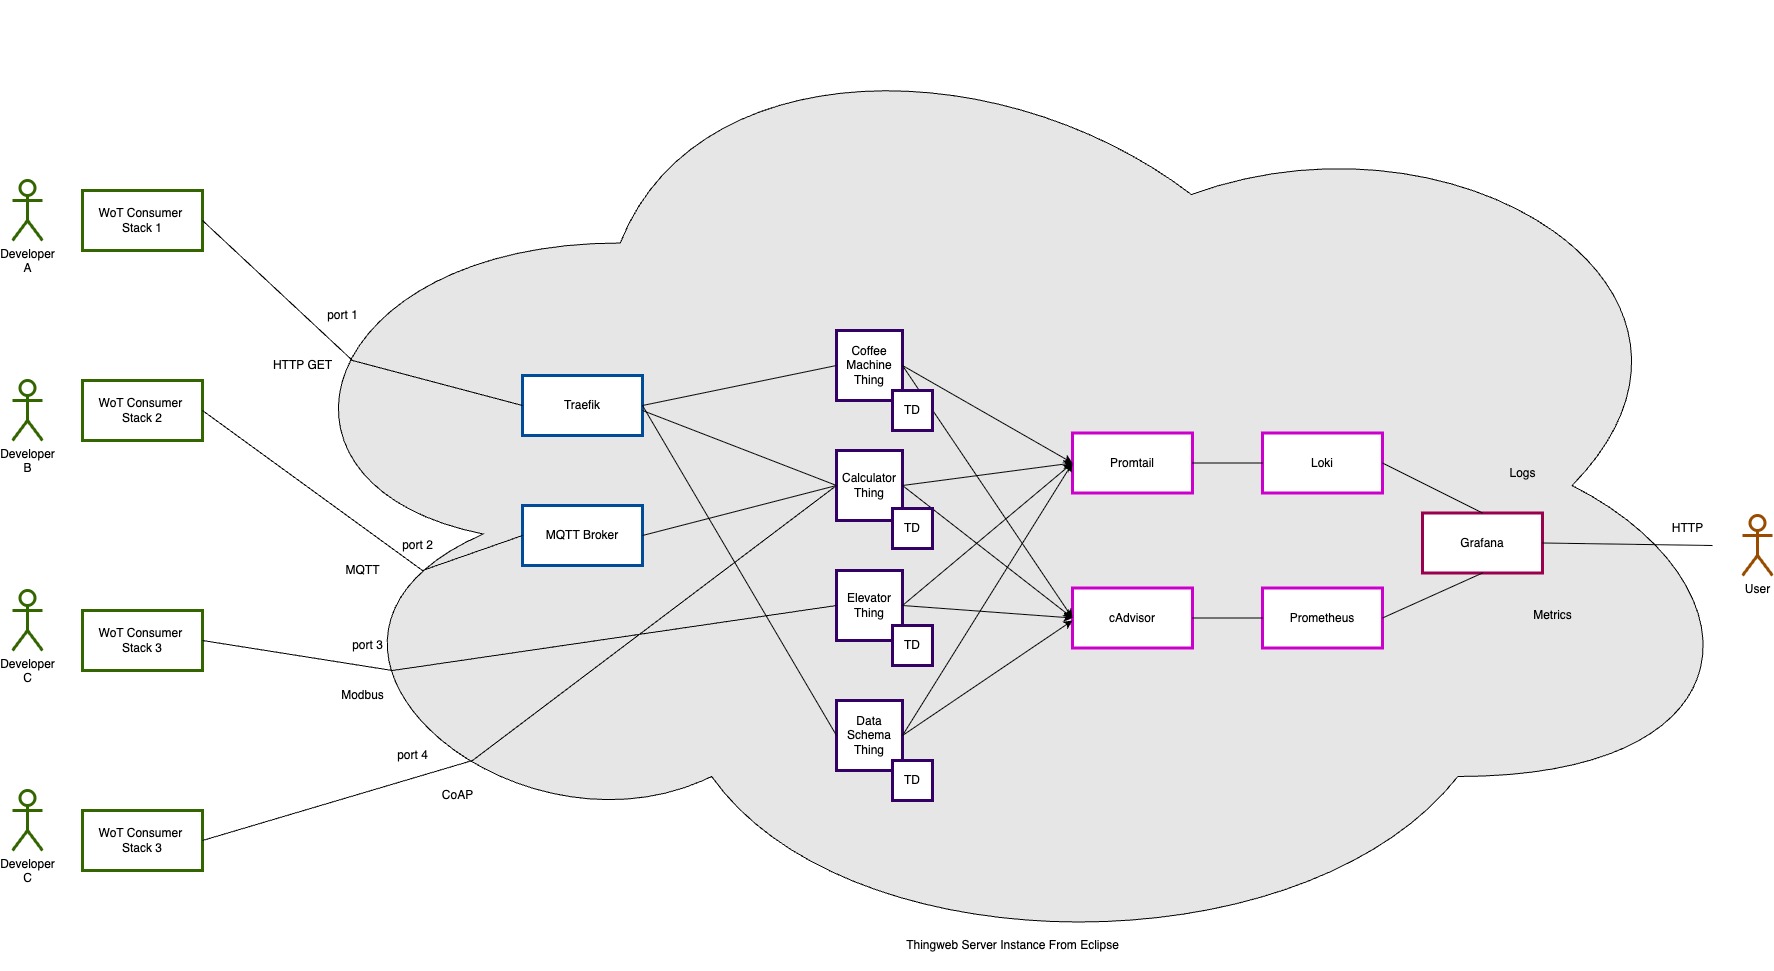 Developer
A
WoT Consumer
Stack 1
port 1
HTTP GET
Developer
B
WoT Consumer
Stack 2
port 2
MQTT
Developer
C
WoT Consumer
Stack 3
port 3
Modbus
Developer
C
WoT Consumer
Stack 3
port 4
CoAP
Traefik
MQTT Broker
Coffee
Machine
Thing
TD
Calculator
Thing
TD
Elevator
Thing
TD
Data
Schema
Thing
TD
Promtail
Loki
Logs
cAdvisor
Prometheus
Metrics
Grafana
HTTP
User
Thingweb Server Instance From Eclipse